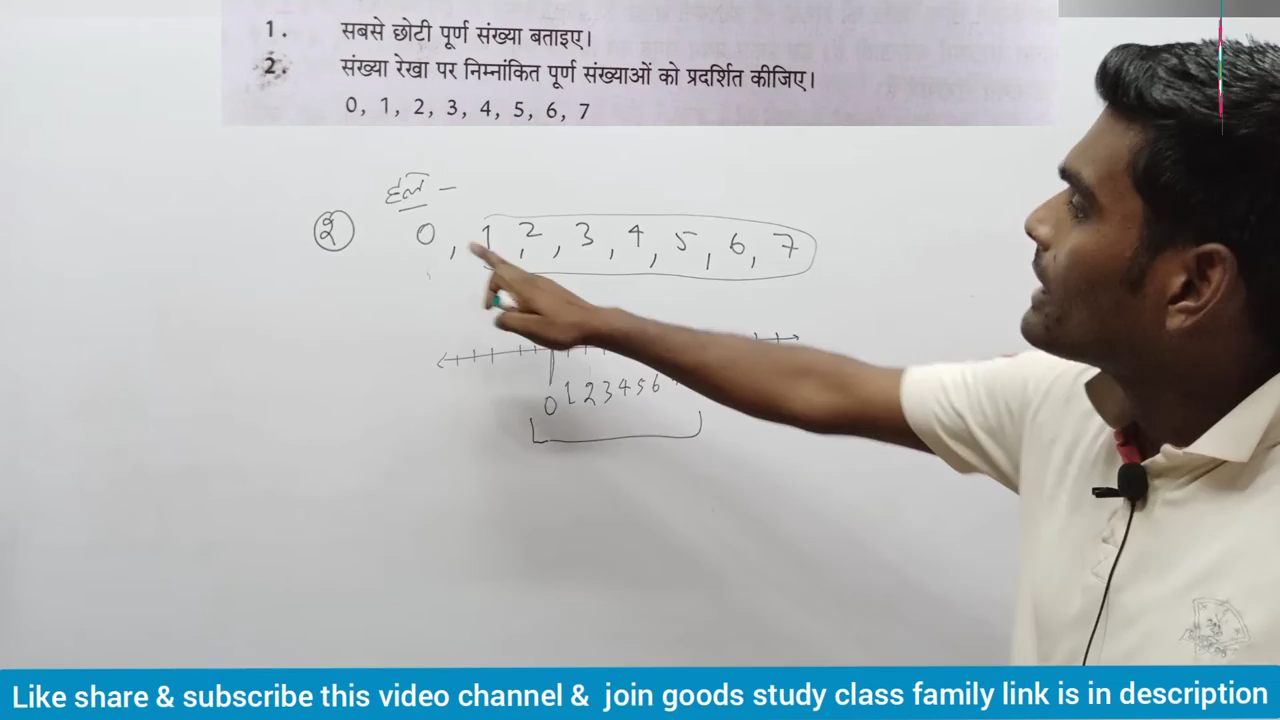 1. सबसे छोटी पूर्ण संख्या बताइए।
2. संख्या रेखा पर निम्नांकित पूर्ण संख्याओं को प्रदर्शित कीजिए।
0, 1, 2, 3, 4, 5, 6, 7
हल -
२ 0, 1, 2, 3, 4, 5, 6, 7
0 1 2 3 4 5 6
Like share & subscribe this video channel & join goods study class family link is in description